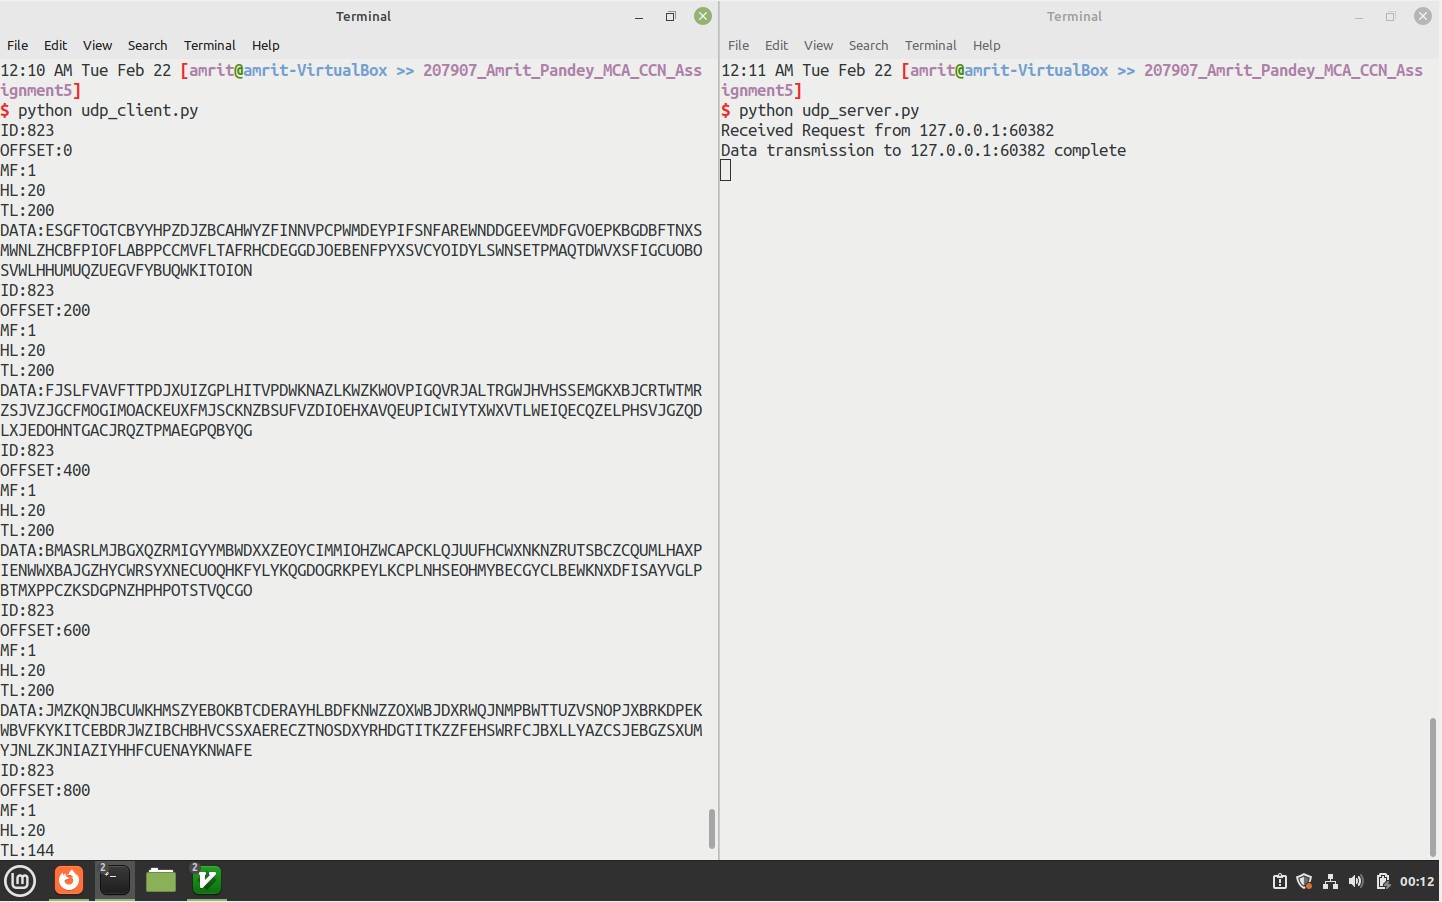 Terminal
File Edit View Search Terminal Help
12:10 AM Tue Feb 22 [amrit@amrit-VirtualBox >> 207907_Amrit_Pandey_MCA_CCN_Ass
ignment5]
$ python udp_client.py
ID:823
OFFSET:0
MF:1
HL:20
TL:200
DATA:ESGFTOGTCBYYHPZDJZBCAHWYZFINNVPCPWMDEYPIFSNFAREWNDDGEEVMDFGVOEPKBGDBFTNXS
MWNLZHCBFPIOFLABPPCCMVFLTAFRHCDEGGDJOEBENFPYXSVCYOIDYLSWNSETPMAQTDWVXSFIGCUOBO
SVWLHHUMUQZUEGVFYBUQWKITOION
ID:823
OFFSET:200
MF:1
HL:20
TL:200
DATA:FJSLFVAVFTTPDJXUIZGPLHITVPDWKNAZLKWZKWOVPIGQVRJALTRGWJHVHSSEMGKXBJCRTWTMR
ZSJVZJGCFMOGIMOACKEUXFMJSCKNZBSUFVZDIOEHXAVQEUPICWIYTXWXVTLWEIQECQZELPHSVJGZQD
LXJEDOHNTGACJRQZTPMAEGPQBYQG
ID:823
OFFSET:400
MF:1
HL:20
TL:200
DATA:BMASRLMJBGXQZRMIGYYMBWDXXZEOYCIMMIOHZWCAPCKLQJUUFHCWXNKNZRUTSBCZCQUMLHAXP
IENWWXBAJGZHYCWRSYXNECUOQHKFYLYKQGDOGRKPEYLKCPLNHSEOHMYBECGYCLBEWKNXDFISAYVGLP
BTMXPPCZKSDGPNZHPHPOTSTVQCGO
ID:823
OFFSET:600
MF:1
HL:20
TL:200
DATA:JMZKQNJBCUWKHMSZYEBOKBTCDERAYHLBDFKNWZZOXWBJDXRWQJNMPBWTTUZVSNOPJXBRKDPEK
WBVFKYKITCEBDRJWZIBCHBHVCSSXAERECZTNOSDXYRHDGTITKZZFEHSWRFCJBXLLYAZCSJEBGZSXUM
YJNLZKJNIAZIYHHFCUENAYKNWAFE
ID:823
OFFSET:800
MF:1
HL:20
TL:144
Terminal
File Edit View Search Terminal Help
12:11 AM Tue Feb 22 [amrit@amrit-VirtualBox >> 207907_Amrit_Pandey_MCA_CCN_Ass
ignment5]
$ python udp_server.py
Received Request from 127.0.0.1:60382
Data transmission to 127.0.0.1:60382 complete
2
2
00:12